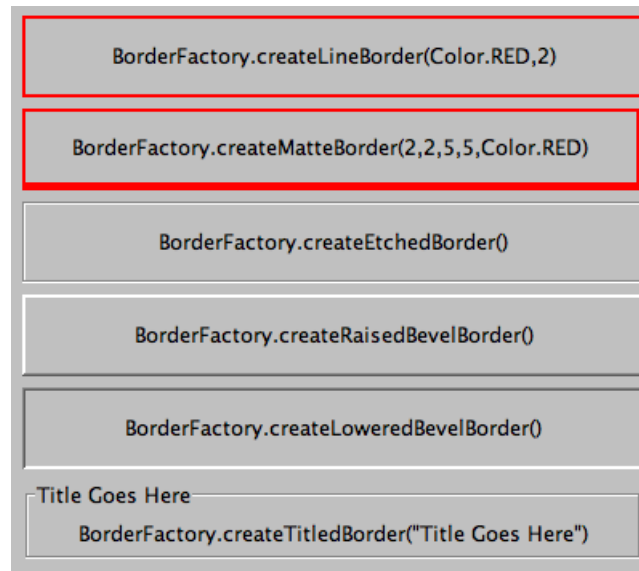 BorderFactory.createLineBorder(Color.RED,2)
BorderFactory.createMatteBorder(2,2,5,5,Color.RED)
BorderFactory.createEtchedBorder()
BorderFactory.createRaisedBevelBorder()
BorderFactory.createLoweredBevelBorder()
Title Goes Here
BorderFactory.createTitledBorder("Title Goes Here")